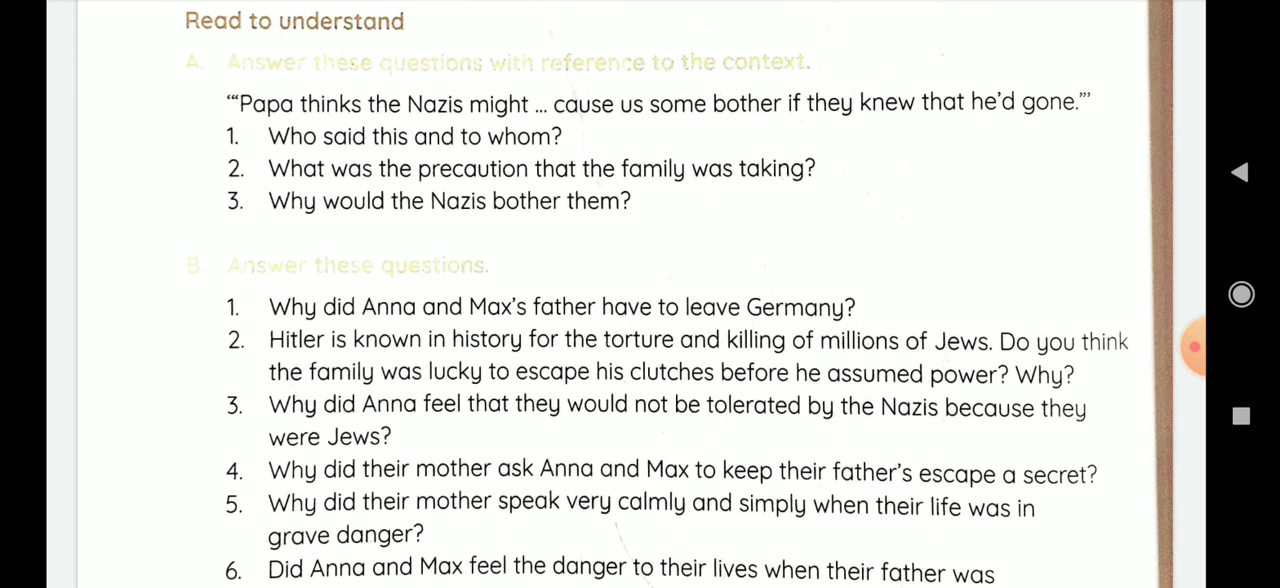 Read to understand
A. Answer these questions with reference to the context.
“‘Papa thinks the Nazis might ... cause us some bother if they knew that he’d gone.’”
1. Who said this and to whom?
2. What was the precaution that the family was taking?
3. Why would the Nazis bother them?
B. Answer these questions.
1. Why did Anna and Max’s father have to leave Germany?
2. Hitler is known in history for the torture and killing of millions of Jews. Do you think
the family was lucky to escape his clutches before he assumed power? Why?
3. Why did Anna feel that they would not be tolerated by the Nazis because they
were Jews?
4. Why did their mother ask Anna and Max to keep their father’s escape a secret?
5. Why did their mother speak very calmly and simply when their life was in
grave danger?
6. Did Anna and Max feel the danger to their lives when their father was